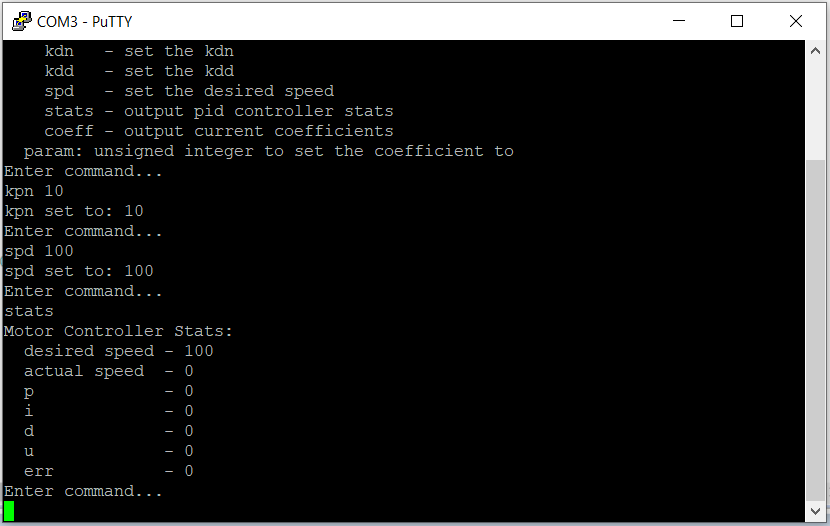 COM3 - PuTTY
kdn   - set the kdn
kdd   - set the kdd
spd   - set the desired speed
stats - output pid controller stats
coeff - output current coefficients
param: unsigned integer to set the coefficient to
Enter command...
kpn 10
kpn set to: 10
Enter command...
spd 100
spd set to: 100
Enter command...
stats
Motor Controller Stats:
desired speed - 100
actual speed  - 0
p             - 0
i             - 0
d             - 0
u             - 0
err           - 0
Enter command...